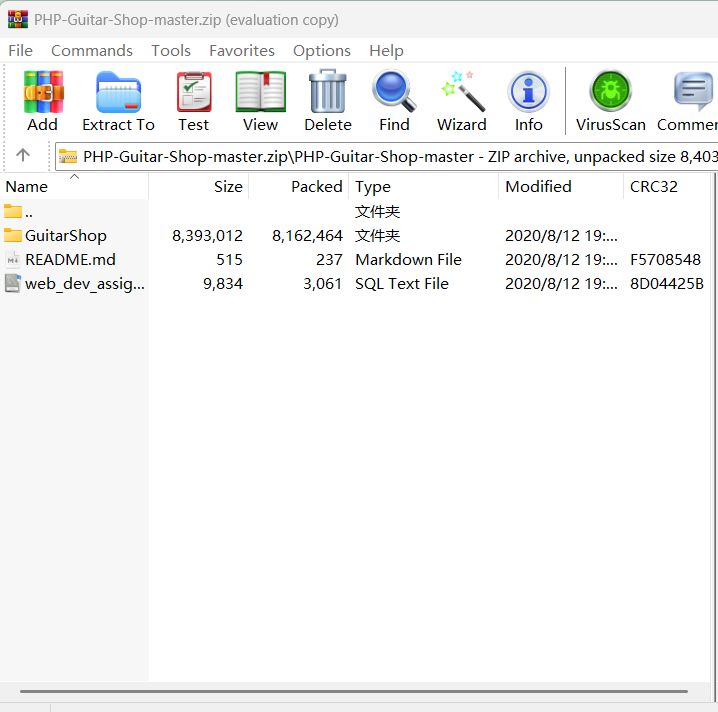 PHP-Guitar-Shop-master.zip (evaluation copy)
File Commands Tools Favorites Options Help
Add Extract To Test View Delete Find Wizard Info VirusScan Commen
PHP-Guitar-Shop-master.zip\PHP-Guitar-Shop-master - ZIP archive, unpacked size 8,403
Name Size Packed Type Modified CRC32
.. 文件夹
GuitarShop 8,393,012 8,162,464 文件夹 2020/8/12 19:...
README.md 515 237 Markdown File 2020/8/12 19:... F5708548
web_dev_assig... 9,834 3,061 SQL Text File 2020/8/12 19:... 8D04425B